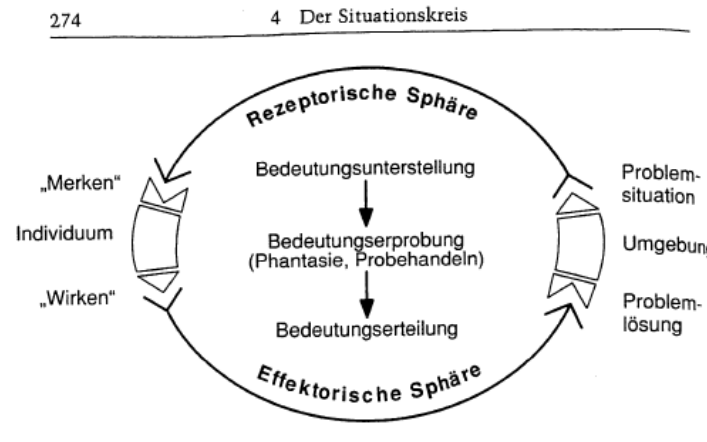 274
4 Der Situationskreis
Rezeptorische Sphäre
„Merken“
Individuum
„Wirken“
Bedeutungsunterstellung
Bedeutungserprobung
(Phantasie, Probehandeln)
Bedeutungserteilung
Problem-
situation
Umgebung
Problem-
lösung
Effektorische Sphäre